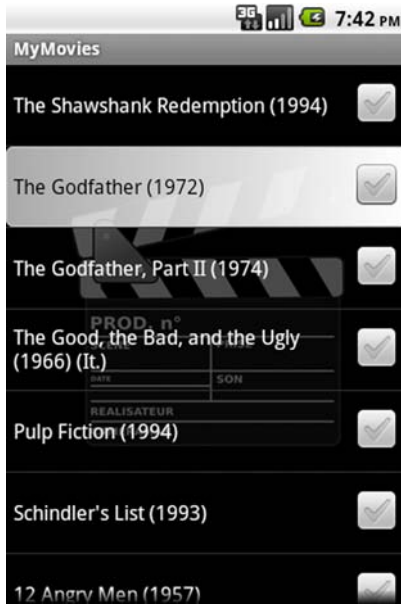 3G 7:42 PM
MyMovies
The Shawshank Redemption (1994)
The Godfather (1972)
The Godfather, Part II (1974)
PROD. n°
The Good, the Bad, and the Ugly
(1966) (It.)
DATE
SON
REALISATEUR
Pulp Fiction (1994)
Schindler's List (1993)
12 Angry Men (1957)